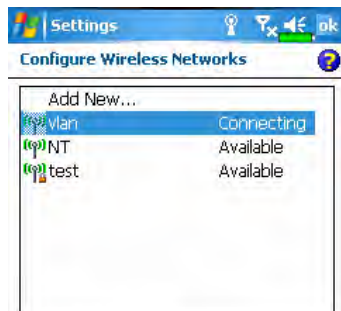 Settings ok
Configure Wireless Networks ?
Add New...
vlan Connecting
NT Available
test Available